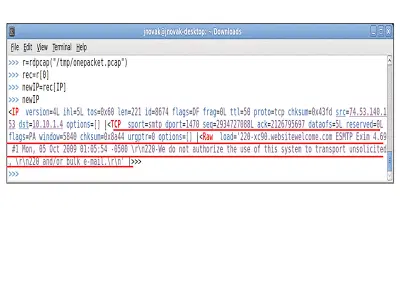 jnovak@jnovak-desktop: ~ Downloads
File Edit View Terminal Help
>>> r=rdpcap("/tmp/onepacket.pcap")
>>> rec=r[0]
>>> newIP=rec[IP]
>>> newIP
<IP version=4L ihl=5L tos=0x60 len=221 id=8674 flags=DF frag=0L ttl=50 proto=tcp chksum=0x43fd src=74.53.140.1
53 dst=10.10.1.4 options=[] |<TCP sport=smtp dport=1470 seq=2934727088L ack=2126795697 dataofs=5L reserved=0L
flags=PA window=5840 chksum=0x8a44 urgptr=0 options=[] |<Raw load='220-xc90.websitewelcome.com ESMTP Exim 4.69
#1 Mon, 05 Oct 2009 01:05:54 -0500 \r\n220-We do not authorize the use of this system to transport unsolicited
, \r\n220 and/or bulk e-mail.\r\n' |>>>
>>>